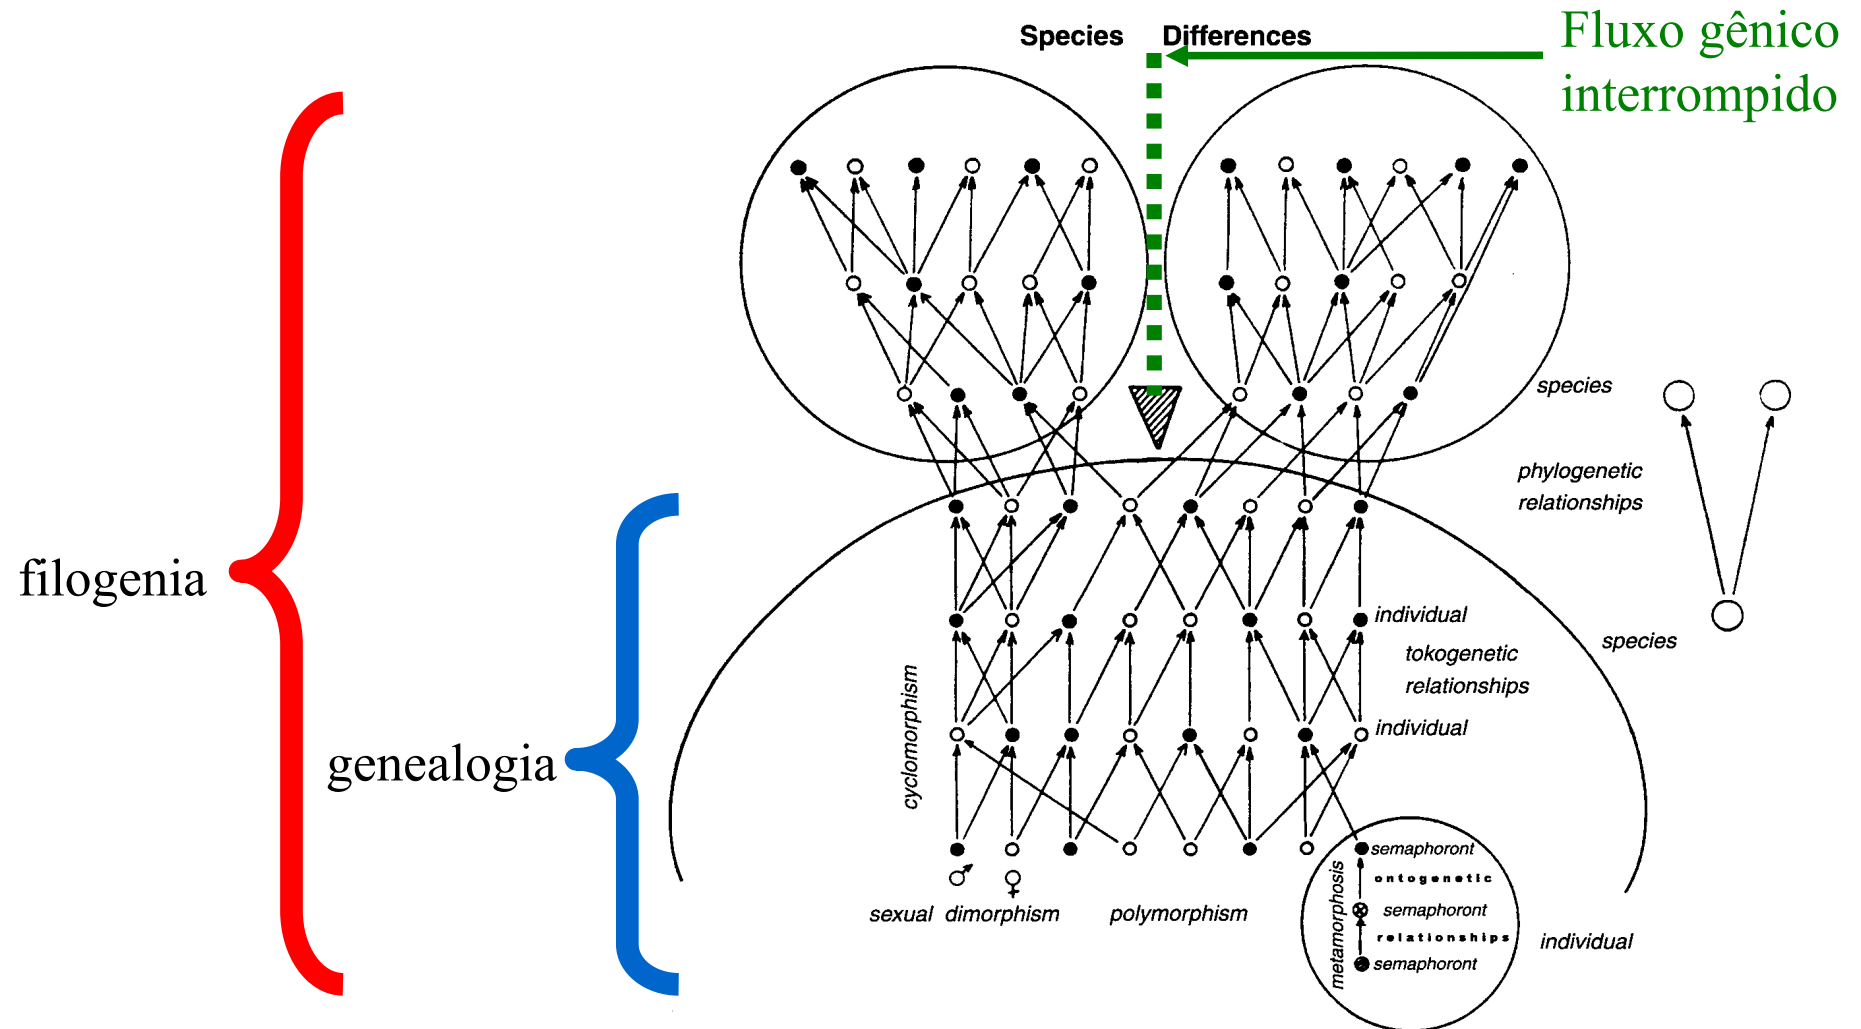 Species Differences
Fluxo gênico
interrompido
filogenia
genealogia
species
phylogenetic
relationships
species
individual
tokogenetic
relationships
individual
cyclomorphism
sexual dimorphism
polymorphism
metamorphosis
semaphoront
ontogenetic
semaphoront
relationships
semaphoront
individual